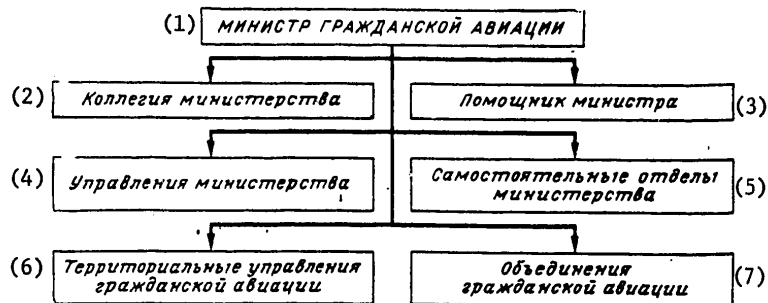 (1) МИНИСТР ГРАЖДАНСКОЙ АВИАЦИИ
(2) Коллегия министерства
Помощник министра (3)
(4) Управления министерства
Самостоятельные отделы
министерства (5)
(6) Территориальные управления
гражданской авиации
Объединения
гражданской авиации (7)